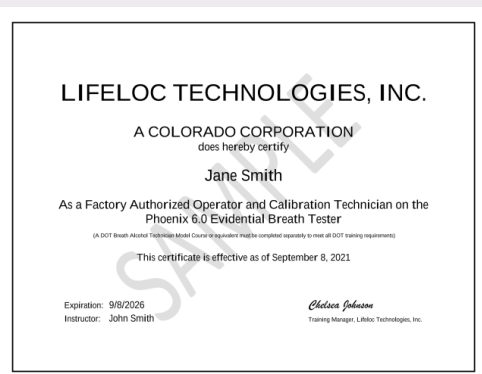 LIFELOC TECHNOLOGIES, INC.
A COLORADO CORPORATION
does hereby certify
Jane Smith
As a Factory Authorized Operator and Calibration Technician on the
Phoenix 6.0 Evidential Breath Tester
(A DOT Breath Alcohol Technician Model Course or equivalent must be completed separately to meet all DOT training requirements)
This certificate is effective as of September 8, 2021
SAMPLE
Expiration: 9/8/2026
Instructor: John Smith
Chelsea Johnson
Training Manager, Lifeloc Technologies, Inc.